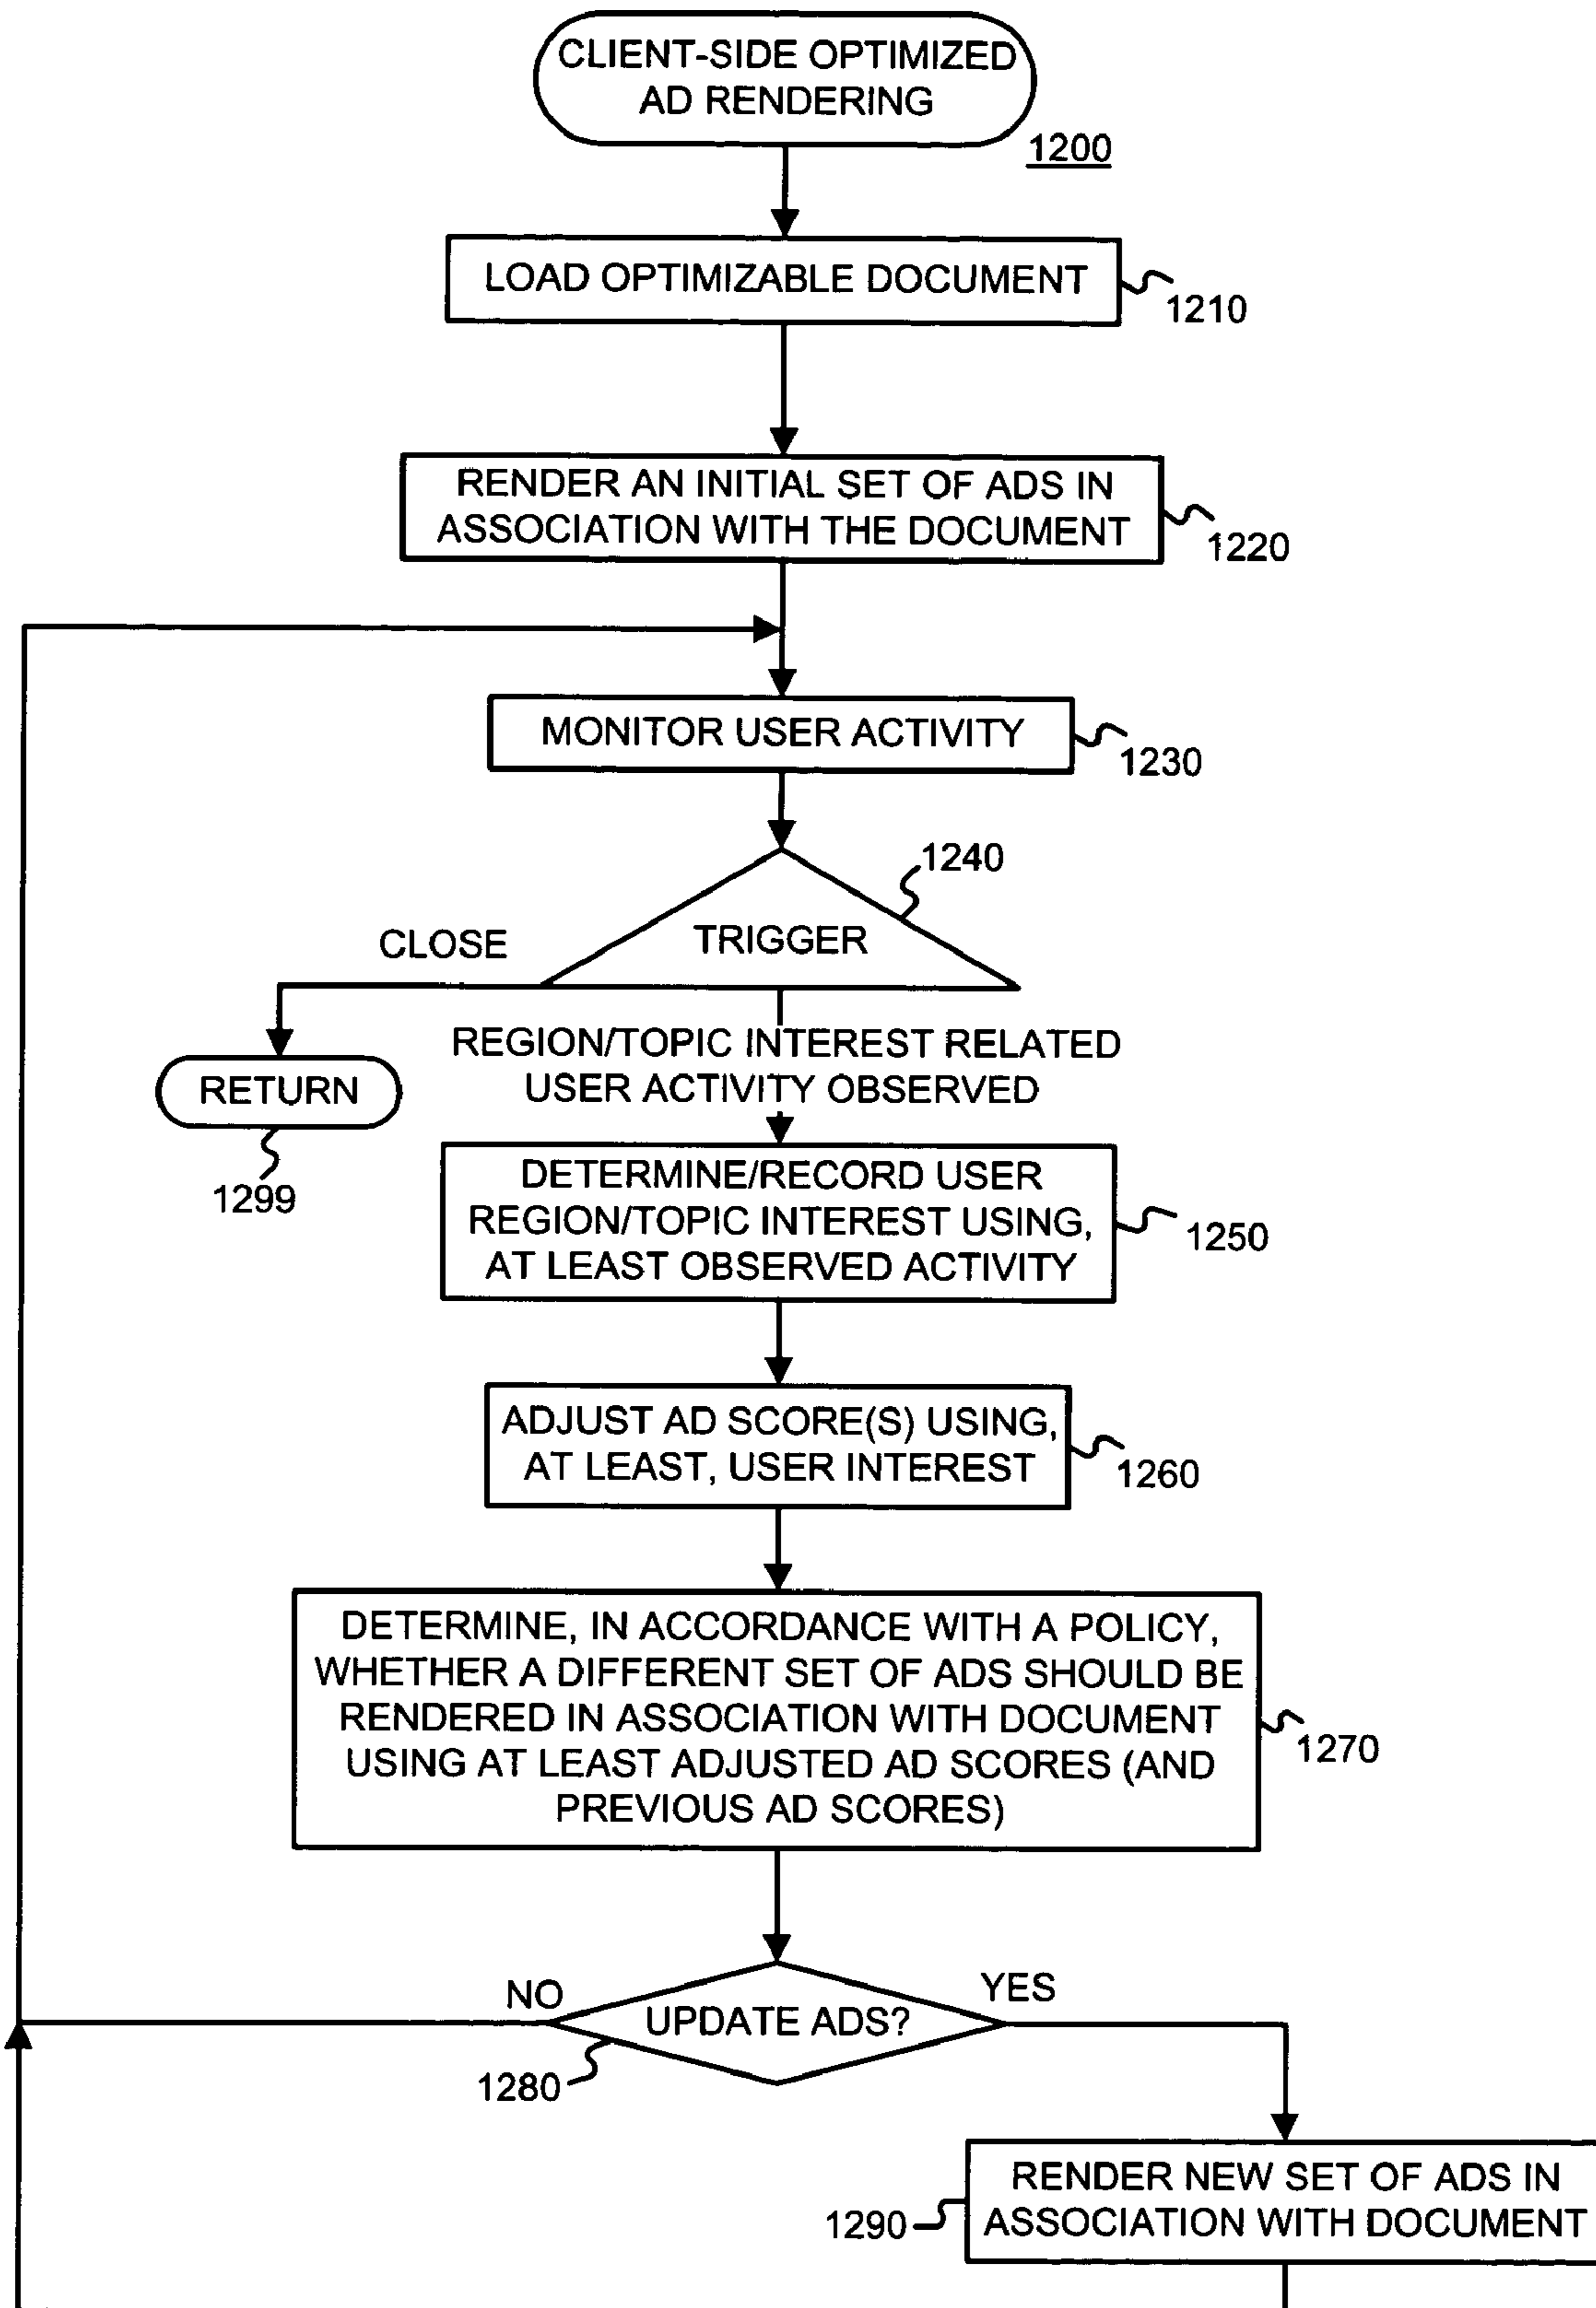 CLIENT-SIDE OPTIMIZED
AD RENDERING
1200
LOAD OPTIMIZABLE DOCUMENT
1210
RENDER AN INITIAL SET OF ADS IN
ASSOCIATION WITH THE DOCUMENT
1220
MONITOR USER ACTIVITY
1230
1240
TRIGGER
CLOSE
REGION/TOPIC INTEREST RELATED
USER ACTIVITY OBSERVED
RETURN
1299
DETERMINE/RECORD USER
REGION/TOPIC INTEREST USING,
AT LEAST OBSERVED ACTIVITY
1250
ADJUST AD SCORE(S) USING,
AT LEAST, USER INTEREST
1260
DETERMINE, IN ACCORDANCE WITH A POLICY,
WHETHER A DIFFERENT SET OF ADS SHOULD BE
RENDERED IN ASSOCIATION WITH DOCUMENT
USING AT LEAST ADJUSTED AD SCORES (AND
PREVIOUS AD SCORES)
1270
NO
YES
UPDATE ADS?
1280
RENDER NEW SET OF ADS IN
ASSOCIATION WITH DOCUMENT
1290